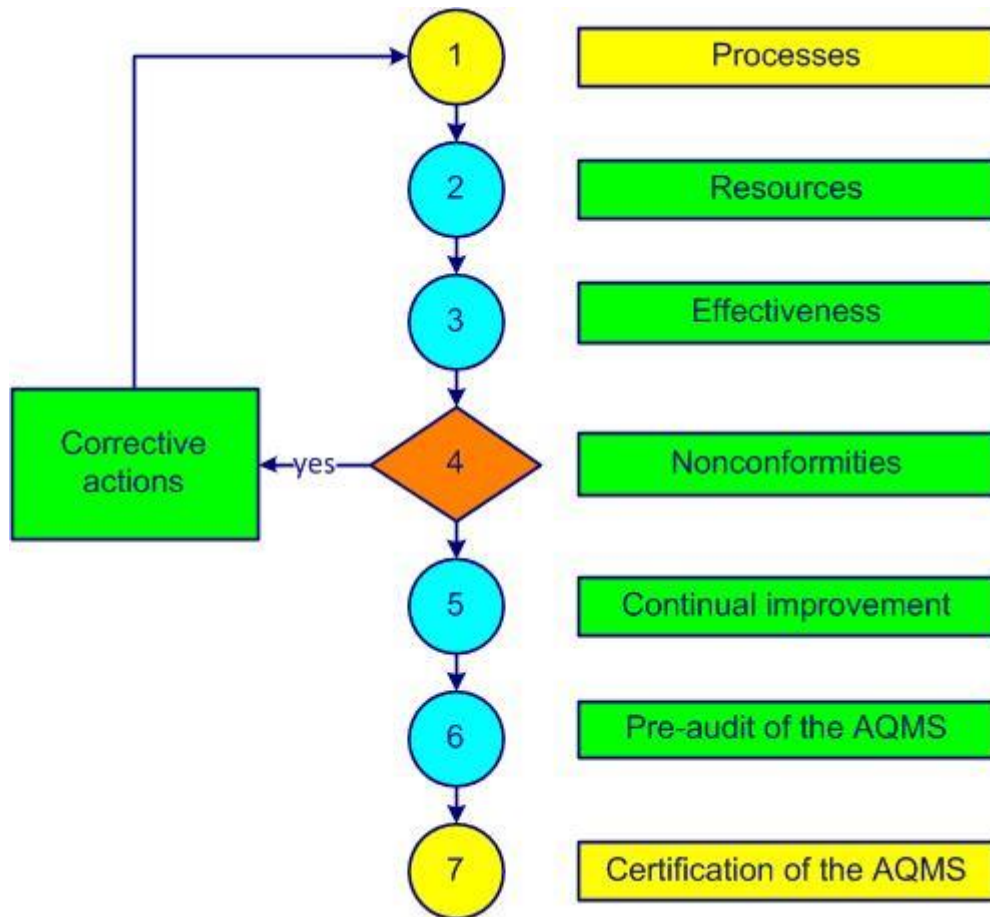 1
Processes
2
Resources
3
Effectiveness
Corrective
actions
yes
4
Nonconformities
5
Continual improvement
6
Pre-audit of the AQMS
7
Certification of the AQMS